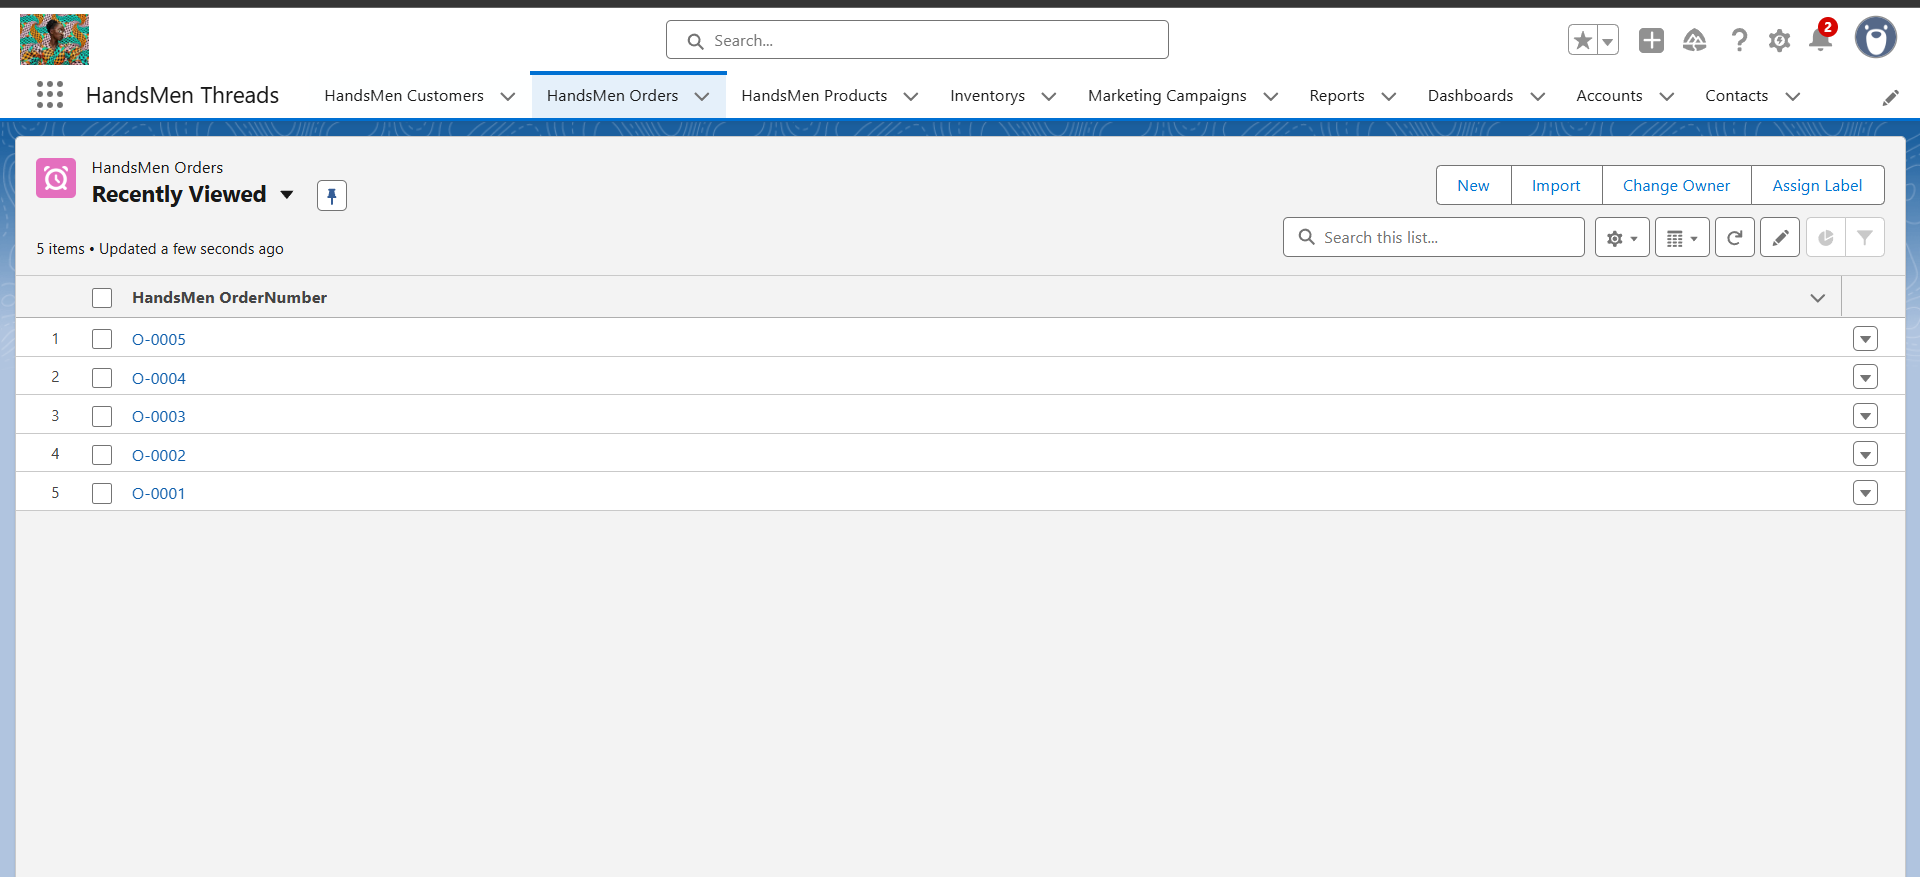 Search...
2
HandsMen Threads
HandsMen Customers
HandsMen Orders
HandsMen Products
Inventorys
Marketing Campaigns
Reports
Dashboards
Accounts
Contacts
HandsMen Orders
Recently Viewed
New
Import
Change Owner
Assign Label
5 items • Updated a few seconds ago
Search this list...
HandsMen OrderNumber
1 O-0005
2 O-0004
3 O-0003
4 O-0002
5 O-0001